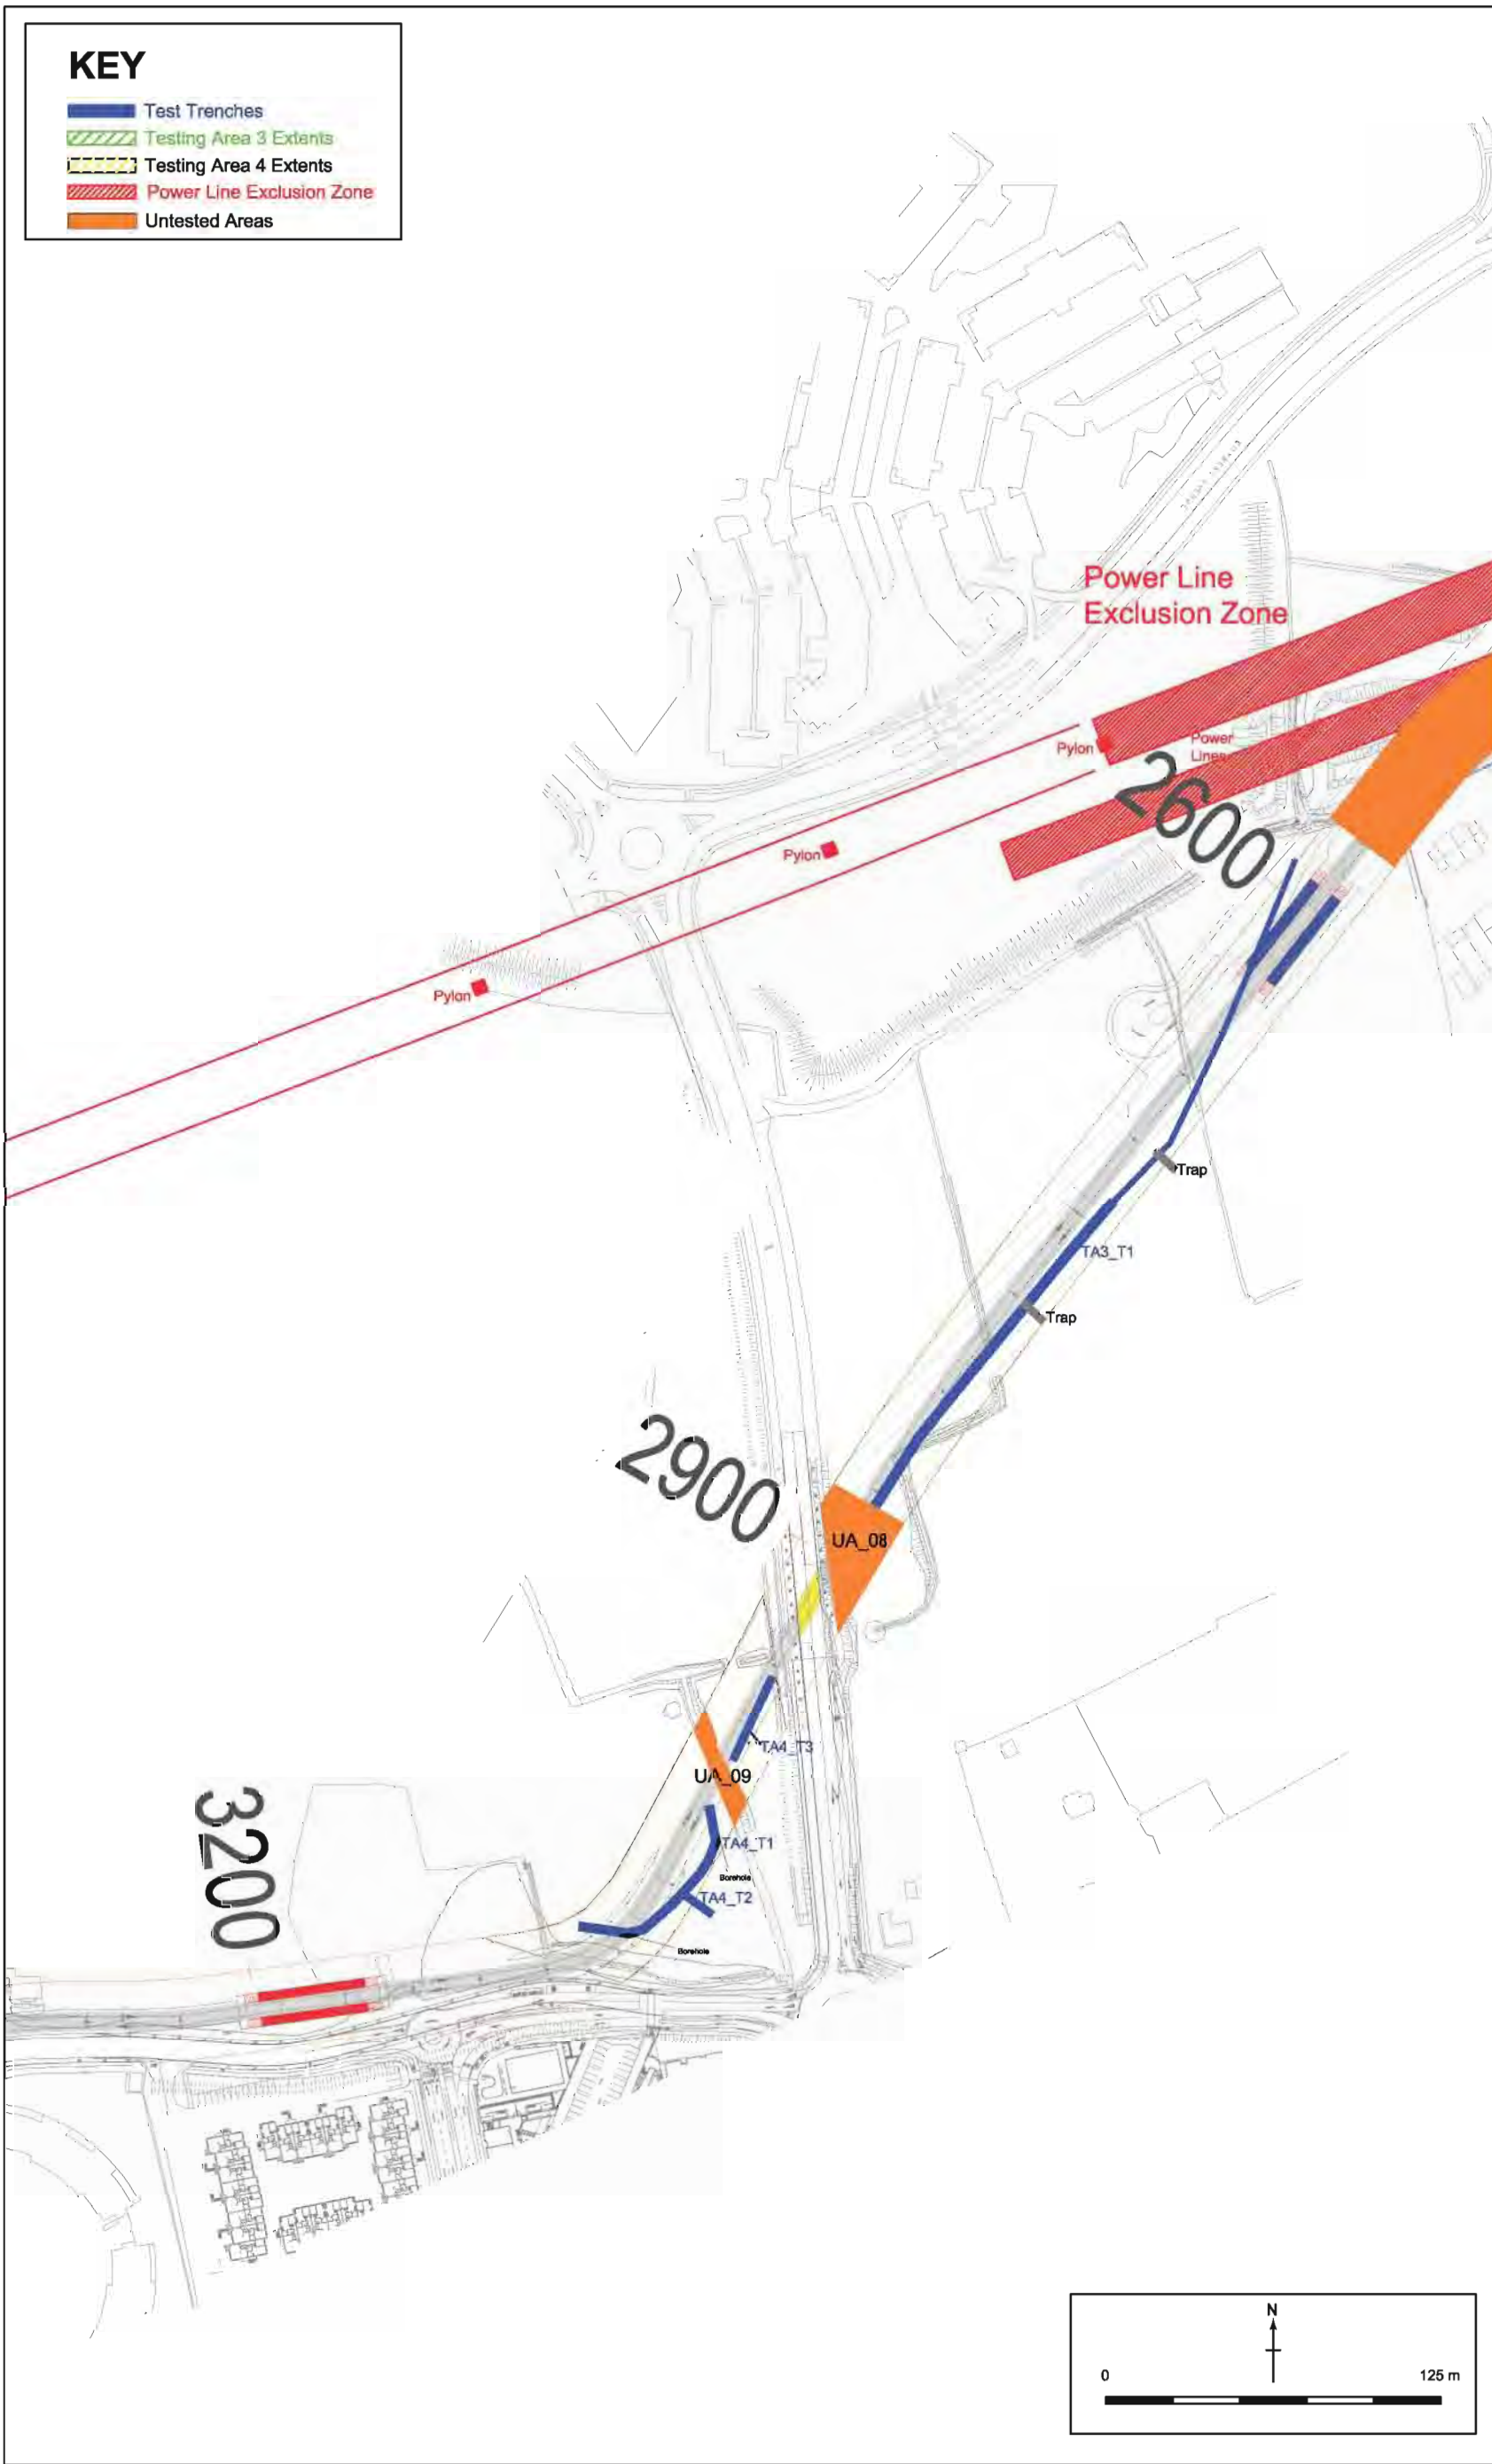 KEY
Test Trenches
Testing Area 3 Extents
Testing Area 4 Extents
Power Line Exclusion Zone
Untested Areas
Power Line
Exclusion Zone
Pylon
Power
Lines
2600
Pylon
Pylon
Trap
TA3_T1
Trap
2900
UA_08
TA4_T3
UA_09
3200
TA4_T1
Borehole
TA4_T2
Borehole
N
0
125 m